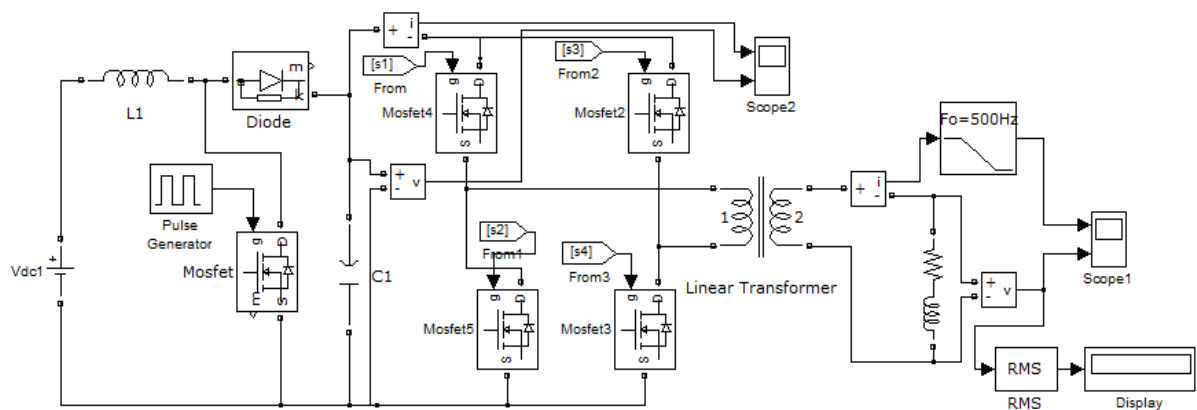 + i -
[s1]
From
[s3]
From2
Scope2
L1
m
k
Diode
g D S
Mosfet4
g D S
Mosfet2
Fo=500Hz
Pulse
Generator
+ - v
1 2
+ i -
Scope1
Vdc1
+
g D m S
Mosfet
C1
[s2]
From1
[s4]
From3
Linear Transformer
g D S
Mosfet5
g D S
Mosfet3
+ - v
RMS
RMS
Display